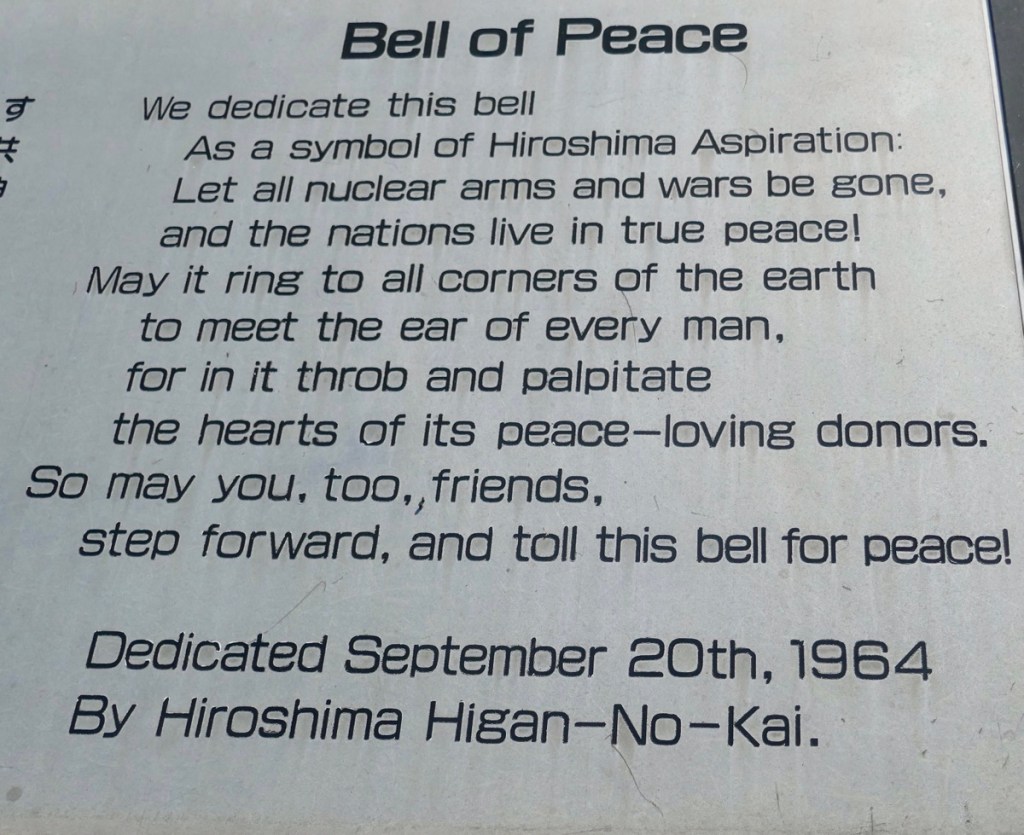 Bell of Peace
We dedicate this bell
As a symbol of Hiroshima Aspiration:
Let all nuclear arms and wars be gone,
and the nations live in true peace!
May it ring to all corners of the earth
to meet the ear of every man,
for in it throb and palpitate
the hearts of its peace-loving donors.
So may you, too, friends,
step forward, and toll this bell for peace!
Dedicated September 20th, 1964
By Hiroshima Higan-No-Kai.
す
共